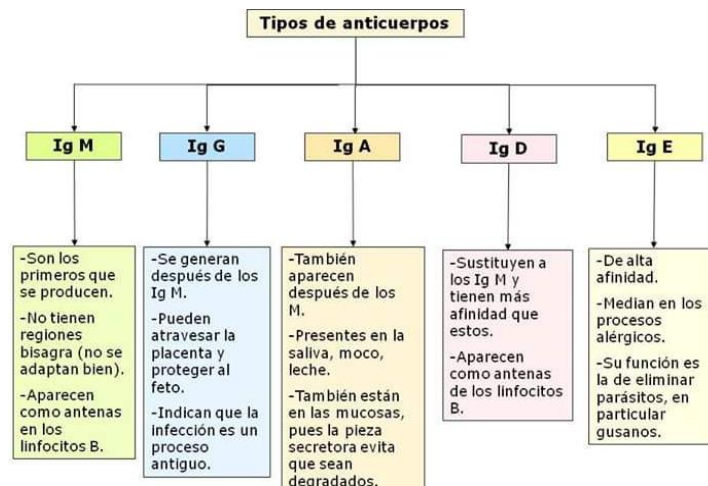 Tipos de anticuerpos
Ig M
Ig G
Ig A
Ig D
Ig E
-Son los
primeros que
se producen.
-No tienen
regiones
bisagra (no se
adaptan bien).
-Aparecen
como antenas
en los
linfocitos B.
-Se generan
después de los
Ig M.
-Pueden
atravesar la
placenta y
proteger al
feto.
-Indican que la
infección es un
proceso
antiguo.
-También
aparecen
después de los
M.
-Presentes en la
saliva, moco,
leche.
-También están
en las mucosas,
pues la pieza
secretora evita
que sean
degradados.
-Sustituyen a
los Ig M y
tienen más
afinidad que
estos.
-Aparecen
como antenas
de los linfocitos
B.
-De alta
afinidad.
-Median en los
procesos
alérgicos.
-Su función es
la de eliminar
parásitos, en
particular
gusanos.